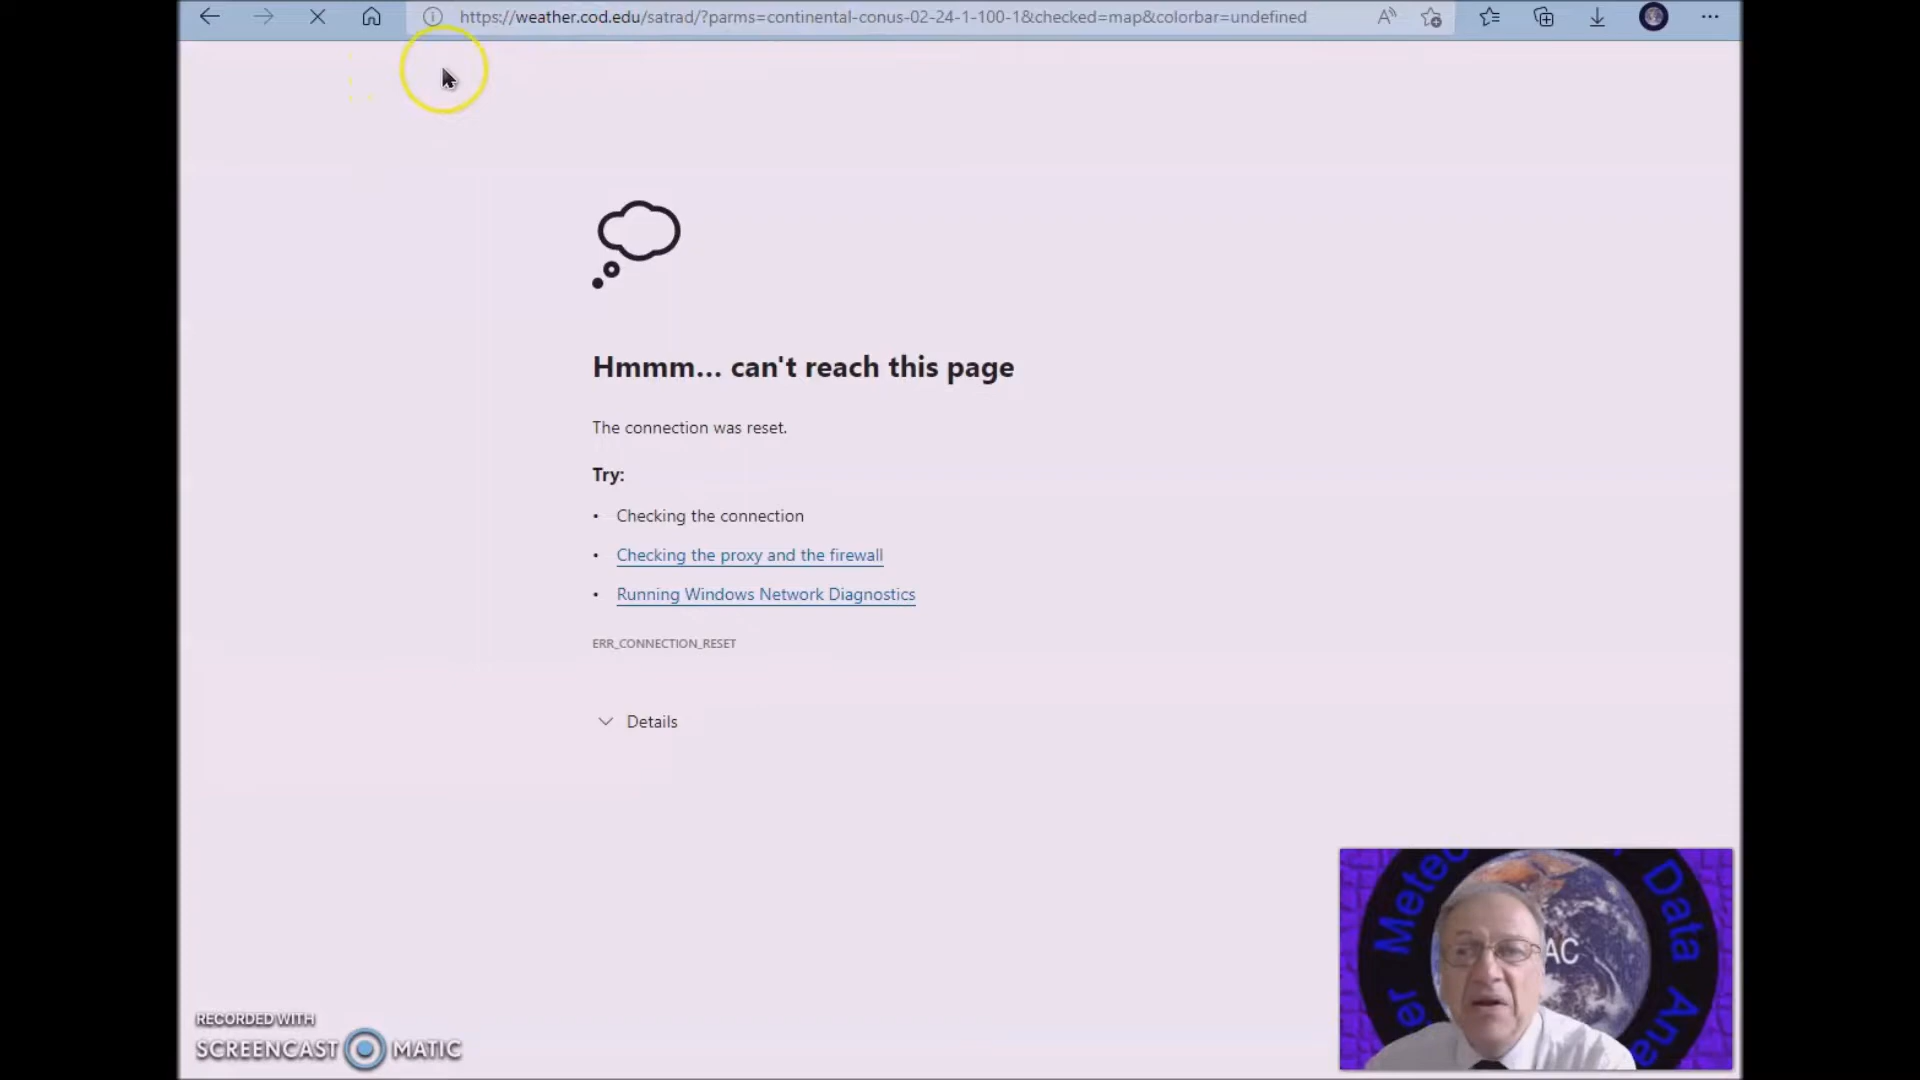 https://weather.cod.edu/satrad/?parms=continental-conus-02-24-1-100-1&checked=map&colorbar=undefined
Hmmm... can't reach this page
The connection was reset.
Try:
• Checking the connection
• Checking the proxy and the firewall
• Running Windows Network Diagnostics
ERR_CONNECTION_RESET
Details
RECORDED WITH
SCREENCAST MATIC
Data
AC